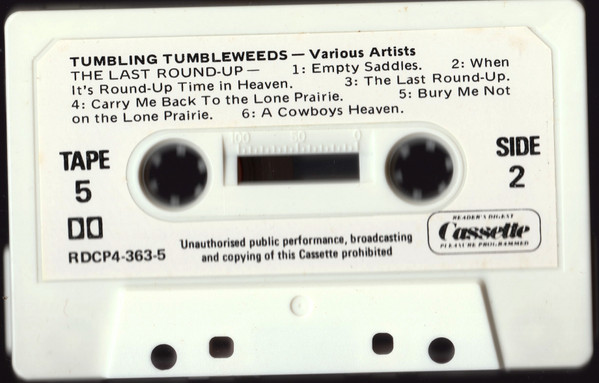 TUMBLING TUMBLEWEEDS — Various Artists
THE LAST ROUND-UP — 1: Empty Saddles. 2: When
It's Round-Up Time in Heaven. 3: The Last Round-Up.
4: Carry Me Back To the Lone Prairie. 5: Bury Me Not
on the Lone Prairie. 6: A Cowboys Heaven.
100 50 0
TAPE
5
SIDE
2
RDCP4-363-5
Unauthorised public performance, broadcasting
and copying of this Cassette prohibited
READER'S DIGEST
Cassette
PLEASURE PROGRAMMED